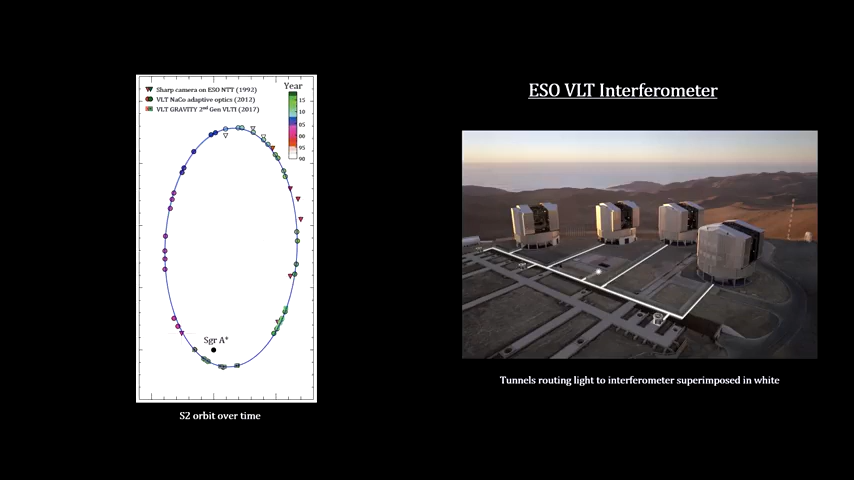 Sharp camera on ESO NTT (1992)
VLT NaCo adaptive optics (2012)
VLT GRAVITY 2nd Gen VLTI (2017)
Year
15
10
05
00
95
90
Sgr A*
S2 orbit over time
ESO VLT Interferometer
Tunnels routing light to interferometer superimposed in white